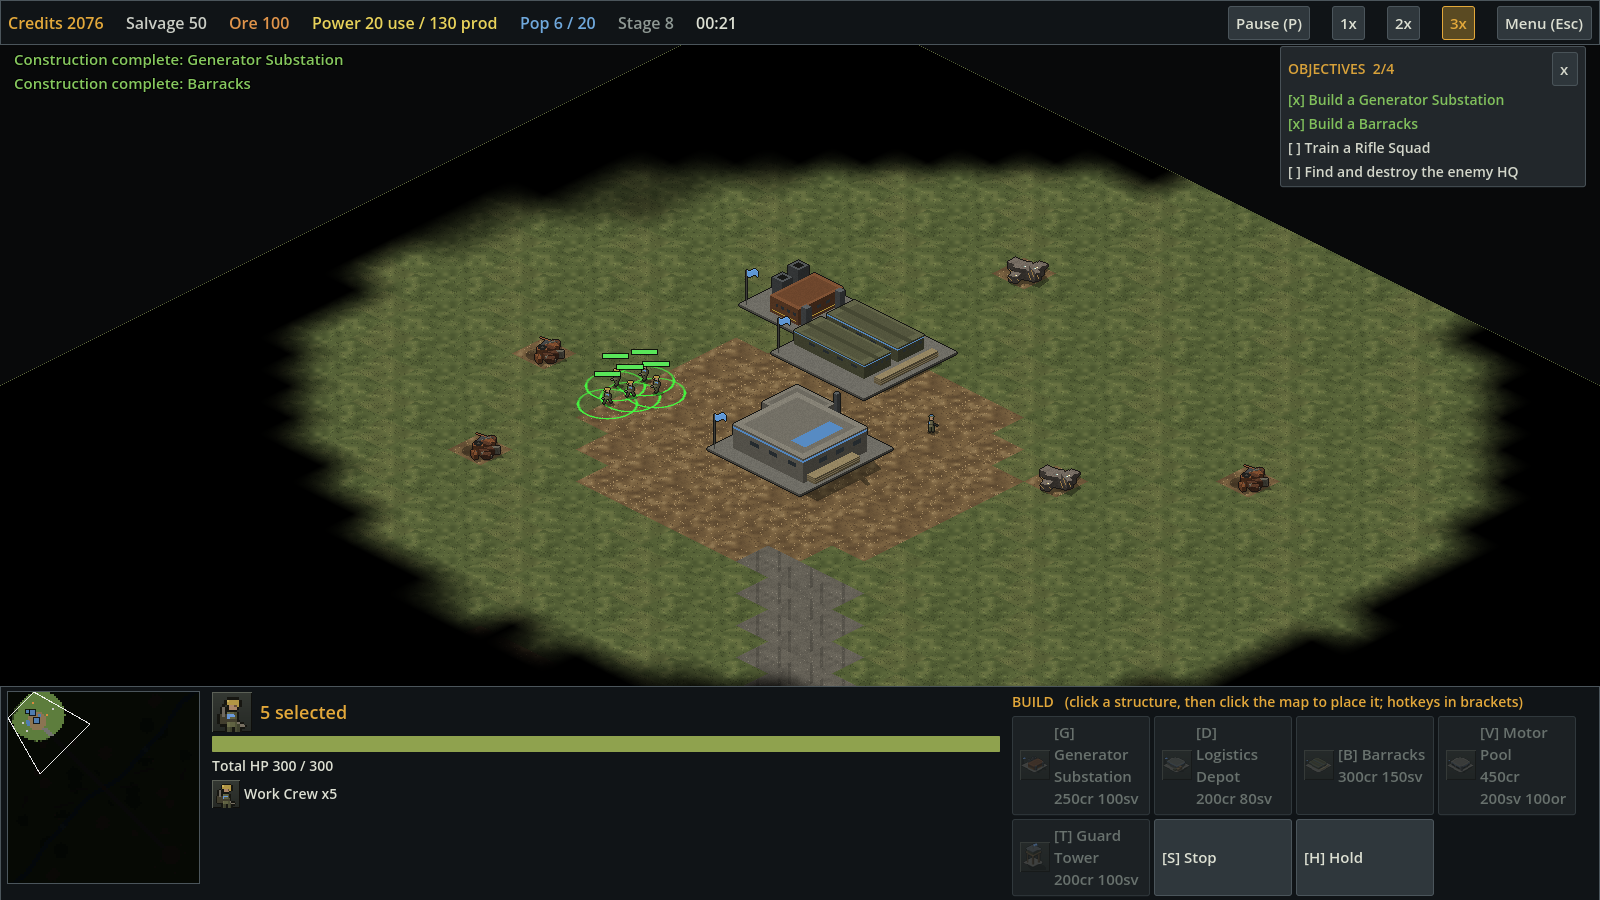 Credits 2076 Salvage 50 Ore 100 Power 20 use / 130 prod Pop 6 / 20 Stage 8 00:21 Pause (P) 1x 2x 3x Menu (Esc)
Construction complete: Generator Substation
Construction complete: Barracks
OBJECTIVES 2/4 x
[x] Build a Generator Substation
[x] Build a Barracks
[ ] Train a Rifle Squad
[ ] Find and destroy the enemy HQ
5 selected
Total HP 300 / 300
Work Crew x5
BUILD (click a structure, then click the map to place it; hotkeys in brackets)
[G]
Generator
Substation
250cr 100sv
[D]
Logistics
Depot
200cr 80sv
[B] Barracks
300cr 150sv
[V] Motor
Pool
450cr
200sv 100or
[T] Guard
Tower
200cr 100sv
[S] Stop
[H] Hold